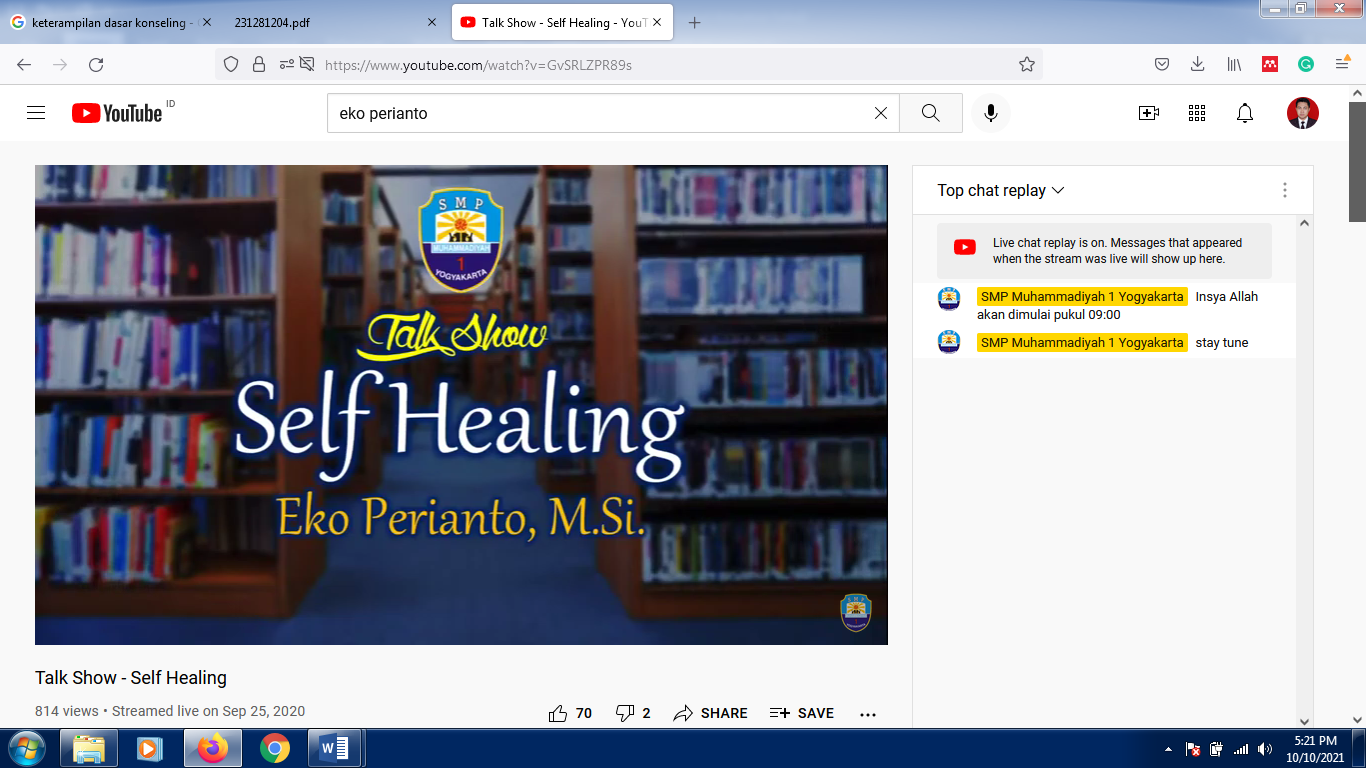 keterampilan dasar konseling -
231281204.pdf
Talk Show - Self Healing - YouT
https://www.youtube.com/watch?v=GvSRLZPR89s
YouTube ID
eko perianto
SMP
MUHAMMADIYAH
1
YOGYAKARTA
Talk Show
Self Healing
Eko Perianto, M.Si.
Talk Show - Self Healing
814 views • Streamed live on Sep 25, 2020
70
2
SHARE
SAVE
Top chat replay
Live chat replay is on. Messages that appeared
when the stream was live will show up here.
SMP Muhammadiyah 1 Yogyakarta Insya Allah
akan dimulai pukul 09:00
SMP Muhammadiyah 1 Yogyakarta stay tune
5:21 PM
10/10/2021